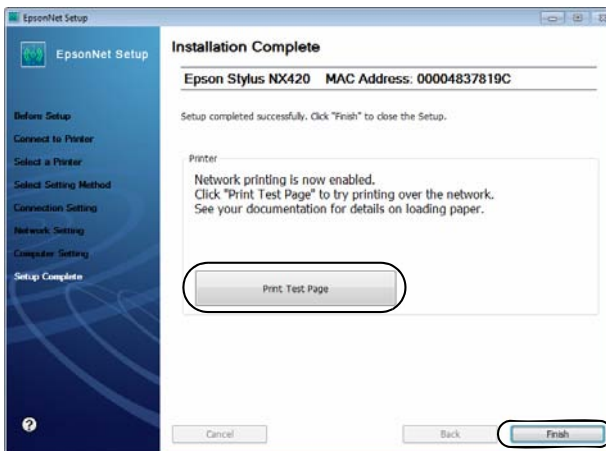 EpsonNet Setup
EpsonNet Setup
Installation Complete
Epson Stylus NX420 MAC Address: 00004837819C
Setup completed successfully. Click "Finish" to close the Setup.
Before Setup
Connect to Printer
Select a Printer
Select Setting Method
Connection Setting
Network Setting
Computer Setting
Setup Complete
Printer
Network printing is now enabled.
Click "Print Test Page" to try printing over the network.
See your documentation for details on loading paper.
Print Test Page
?
Cancel
Back
Finish